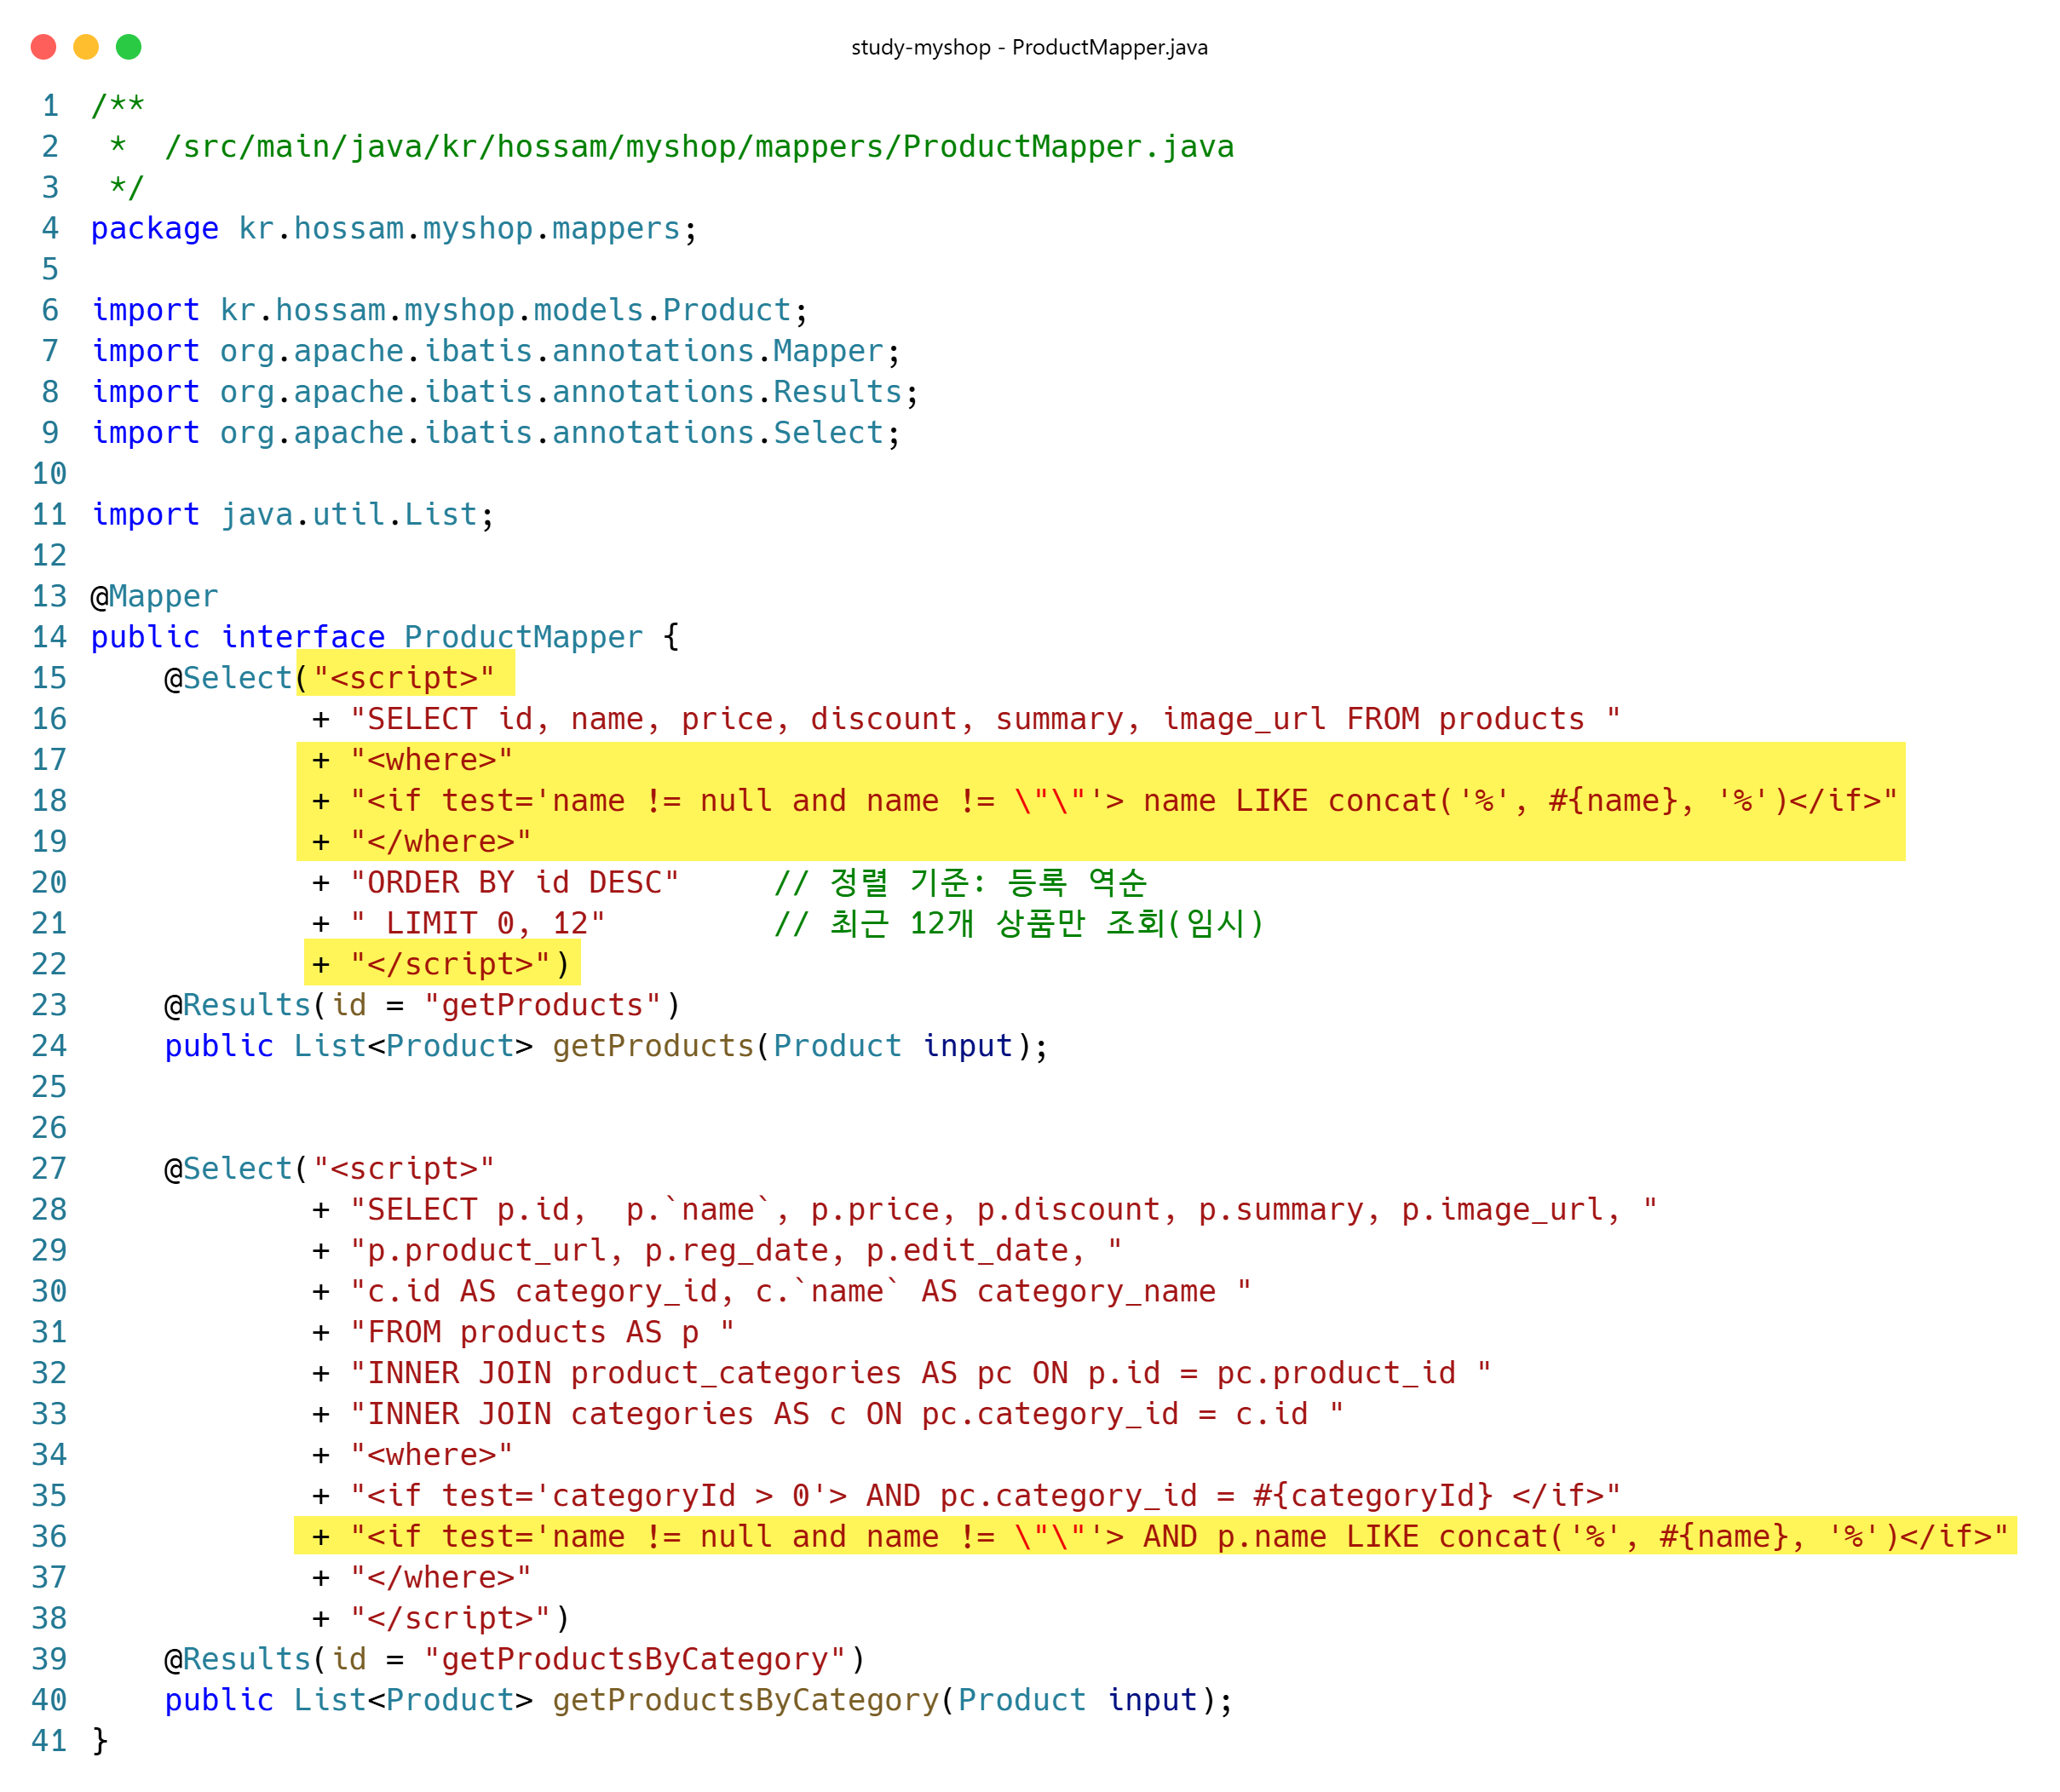 study-myshop - ProductMapper.java
1 /**
2  *  /src/main/java/kr/hossam/myshop/mappers/ProductMapper.java
3  */
4 package kr.hossam.myshop.mappers;
5
6 import kr.hossam.myshop.models.Product;
7 import org.apache.ibatis.annotations.Mapper;
8 import org.apache.ibatis.annotations.Results;
9 import org.apache.ibatis.annotations.Select;
10
11 import java.util.List;
12
13 @Mapper
14 public interface ProductMapper {
15     @Select("<script>"
16             + "SELECT id, name, price, discount, summary, image_url FROM products "
17             + "<where>"
18             + "<if test='name != null and name != \"\"'> name LIKE concat('%', #{name}, '%')</if>"
19             + "</where>"
20             + "ORDER BY id DESC"     // 정렬 기준: 등록 역순
21             + " LIMIT 0, 12"         // 최근 12개 상품만 조회(임시)
22             + "</script>")
23     @Results(id = "getProducts")
24     public List<Product> getProducts(Product input);
25
26
27     @Select("<script>"
28             + "SELECT p.id,  p.`name`, p.price, p.discount, p.summary, p.image_url, "
29             + "p.product_url, p.reg_date, p.edit_date, "
30             + "c.id AS category_id, c.`name` AS category_name "
31             + "FROM products AS p "
32             + "INNER JOIN product_categories AS pc ON p.id = pc.product_id "
33             + "INNER JOIN categories AS c ON pc.category_id = c.id "
34             + "<where>"
35             + "<if test='categoryId > 0'> AND pc.category_id = #{categoryId} </if>"
36             + "<if test='name != null and name != \"\"'> AND p.name LIKE concat('%', #{name}, '%')</if>"
37             + "</where>"
38             + "</script>")
39     @Results(id = "getProductsByCategory")
40     public List<Product> getProductsByCategory(Product input);
41 }